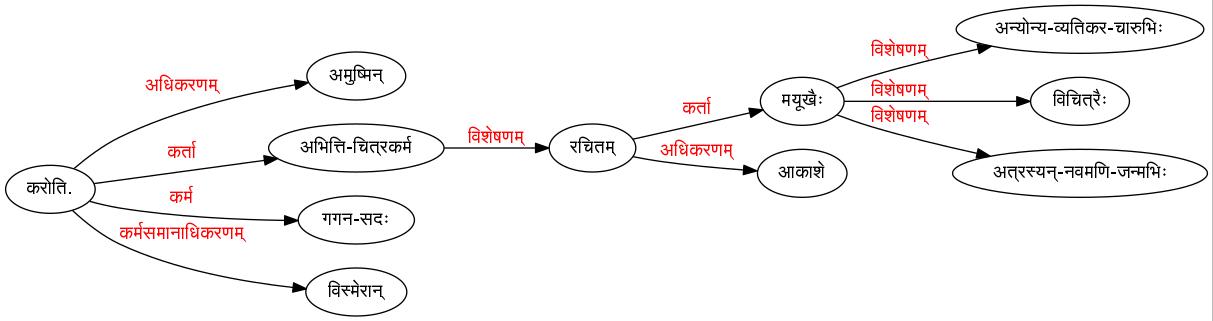 अन्योन्य-व्यतिकर-चारुभिः
विशेषणम्
अमुष्मिन्
अधिकरणम्
मयूखैः
विशेषणम्
विचित्रैः
कर्ता
विशेषणम्
कर्ता
अभित्ति-चित्रकर्म
विशेषणम्
रचितम्
अधिकरणम्
आकाशे
अत्रस्यन्-नवमणि-जन्मभिः
करोति.
कर्म
गगन-सदः
कर्मसमानाधिकरणम्
विस्मेरान्